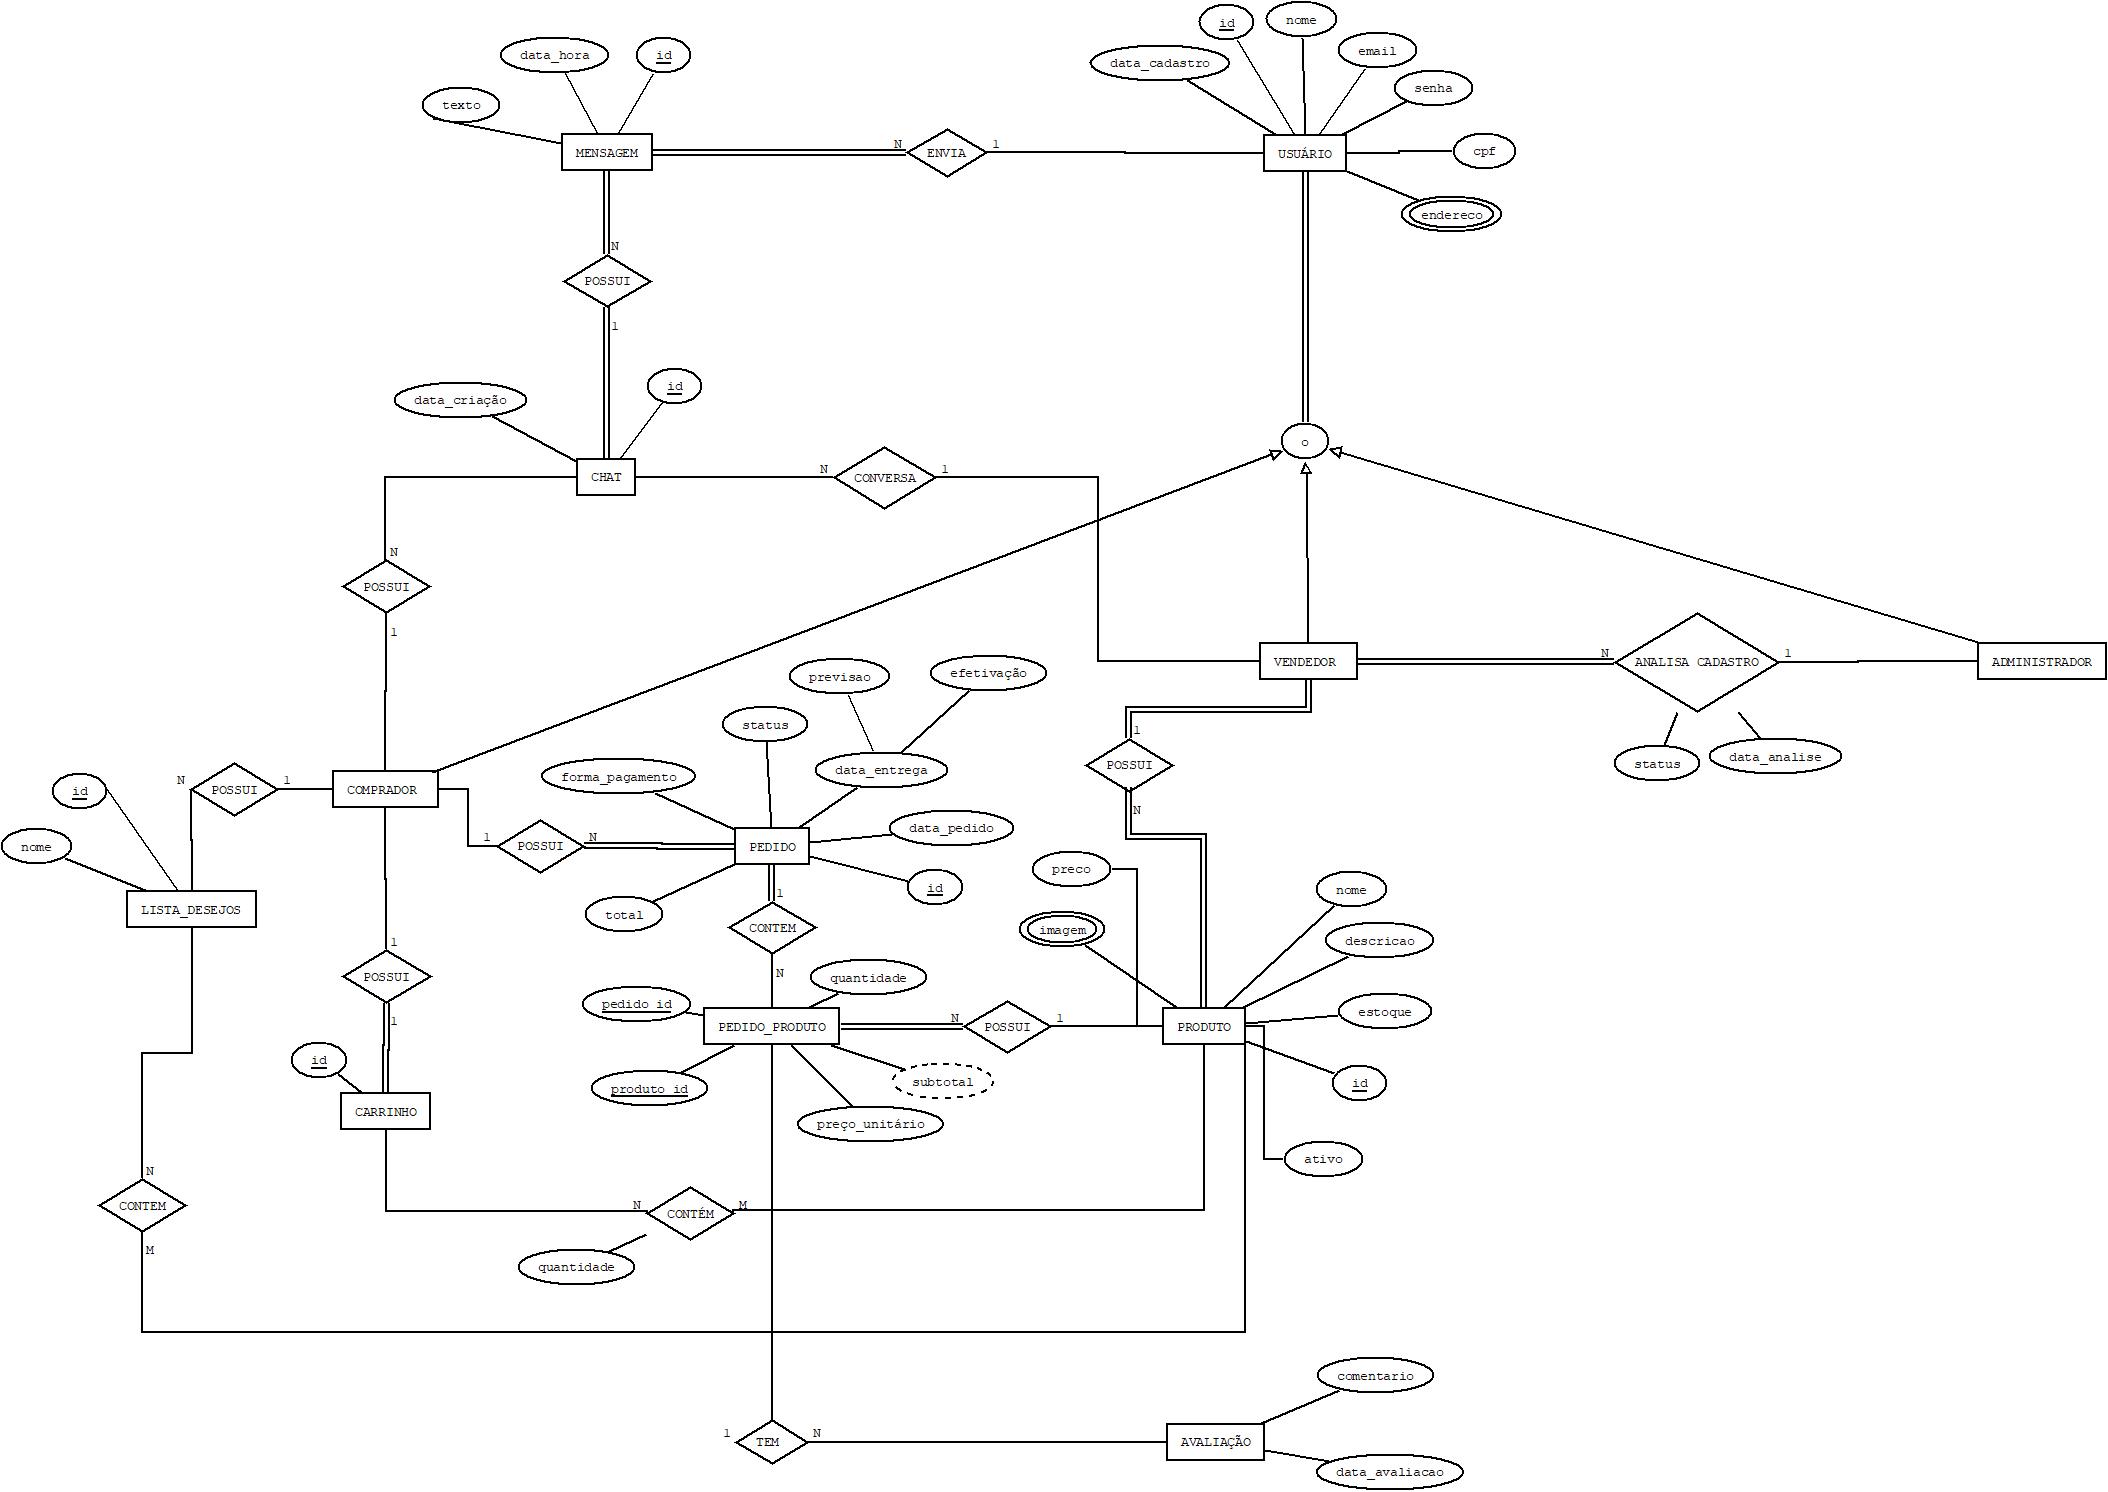 id
nome
data_hora
id
email
data_cadastro
senha
texto
N
ENVIA
1
MENSAGEM
USUÁRIO
cpf
endereco
N
POSSUI
1
data_criação
id
o
CHAT
N
CONVERSA
1
N
POSSUI
1
VENDEDOR
N
ANALISA CADASTRO
1
ADMINISTRADOR
previsao
efetivação
status
status
data_analise
1
POSSUI
N
forma_pagamento
data_entrega
id
N
POSSUI
1
COMPRADOR
nome
1
POSSUI
N
PEDIDO
data_pedido
id
total
1
CONTEM
N
preco
nome
imagem
descricao
LISTA_DESEJOS
1
POSSUI
1
quantidade
pedido_id
PEDIDO_PRODUTO
N
POSSUI
1
PRODUTO
estoque
id
id
produto_id
subtotal
preço_unitário
CARRINHO
ativo
N
CONTEM
M
N
CONTÉM
M
quantidade
comentario
1
TEM
N
AVALIAÇÃO
data_avaliacao